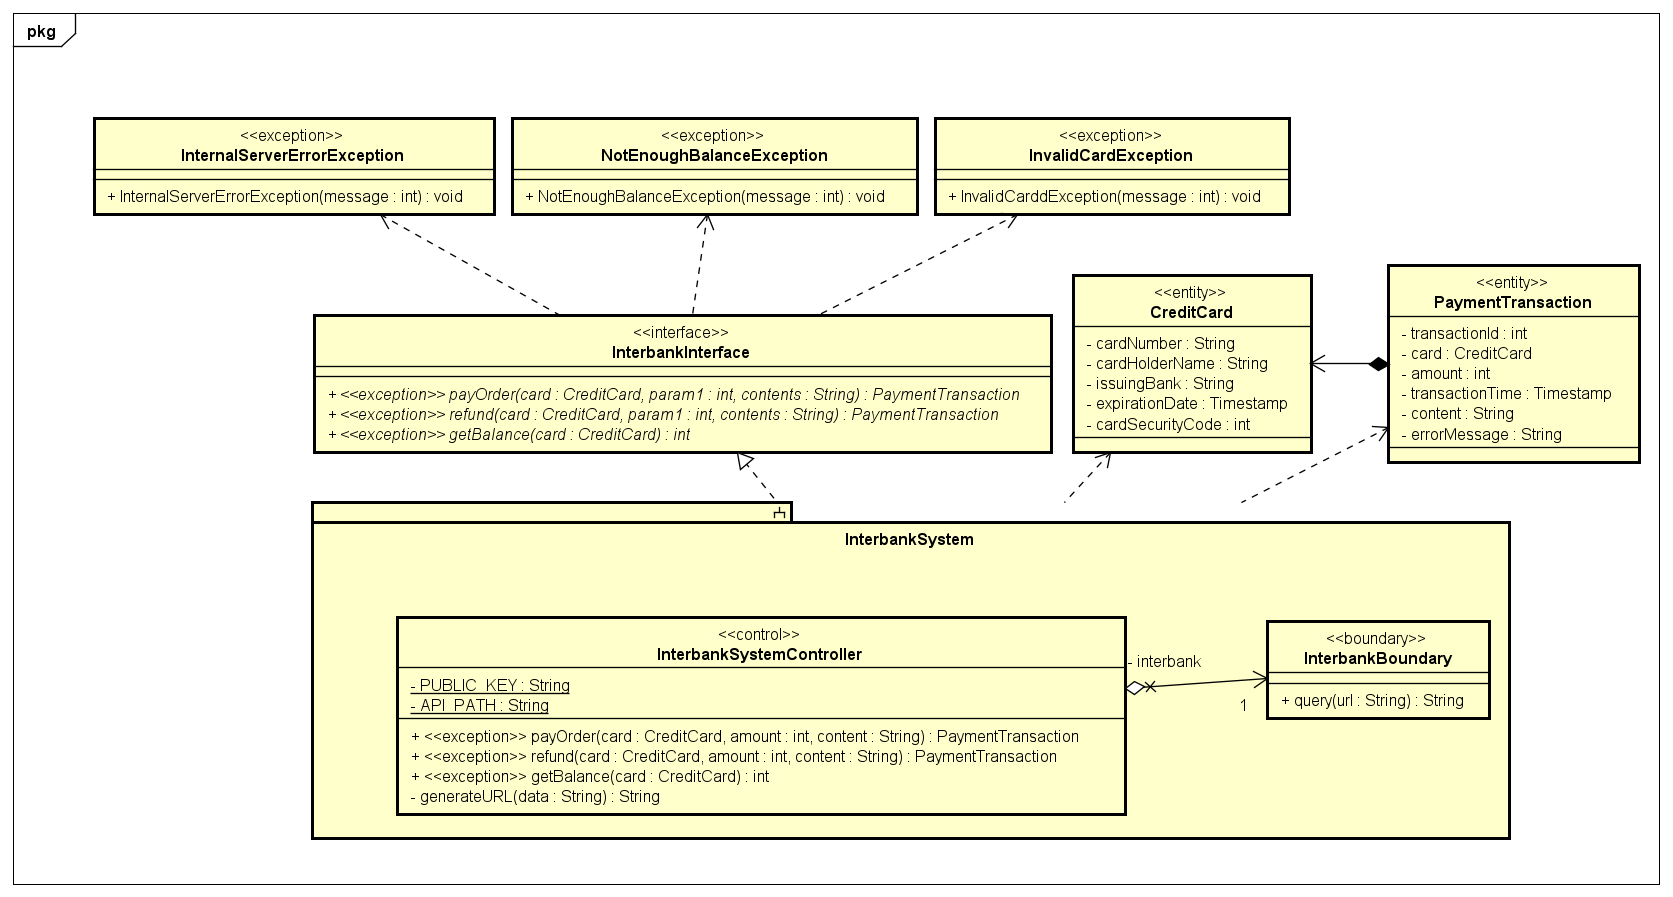 pkg
<<exception>>
InternalServerErrorException
+ InternalServerErrorException(message : int) : void
<<exception>>
NotEnoughBalanceException
+ NotEnoughBalanceException(message : int) : void
<<exception>>
InvalidCardException
+ InvalidCarddException(message : int) : void
<<interface>>
InterbankInterface
+ <<exception>> payOrder(card : CreditCard, param1 : int, contents : String) : PaymentTransaction
+ <<exception>> refund(card : CreditCard, param1 : int, contents : String) : PaymentTransaction
+ <<exception>> getBalance(card : CreditCard) : int
<<entity>>
CreditCard
- cardNumber : String
- cardHolderName : String
- issuingBank : String
- expirationDate : Timestamp
- cardSecurityCode : int
<<entity>>
PaymentTransaction
- transactionId : int
- card : CreditCard
- amount : int
- transactionTime : Timestamp
- content : String
- errorMessage : String
InterbankSystem
<<control>>
InterbankSystemController
- PUBLIC_KEY : String
- API_PATH : String
+ <<exception>> payOrder(card : CreditCard, amount : int, content : String) : PaymentTransaction
+ <<exception>> refund(card : CreditCard, amount : int, content : String) : PaymentTransaction
+ <<exception>> getBalance(card : CreditCard) : int
- generateURL(data : String) : String
- interbank
1
<<boundary>>
InterbankBoundary
+ query(url : String) : String